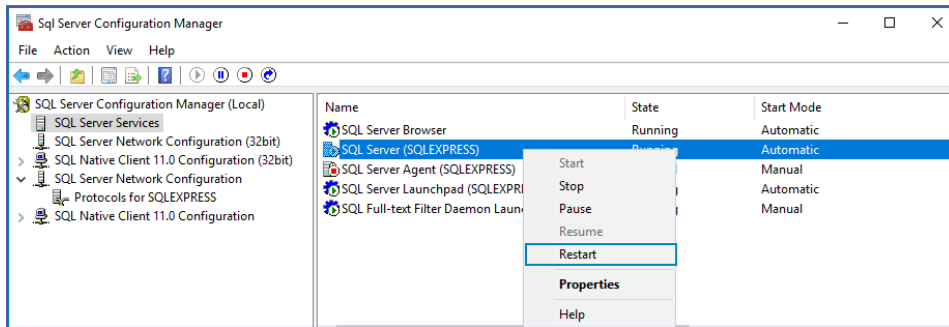 Sql Server Configuration Manager
File Action View Help
SQL Server Configuration Manager (Local)
SQL Server Services
SQL Server Network Configuration (32bit)
SQL Native Client 11.0 Configuration (32bit)
SQL Server Network Configuration
Protocols for SQLEXPRESS
SQL Native Client 11.0 Configuration
Name State Start Mode
SQL Server Browser Running Automatic
SQL Server (SQLEXPRESS) Running Automatic
SQL Server Agent (SQLEXPRESS) Manual
SQL Server Launchpad (SQLEXPRE Automatic
SQL Full-text Filter Daemon Laun Manual
Start
Stop
Pause
Resume
Restart
Properties
Help